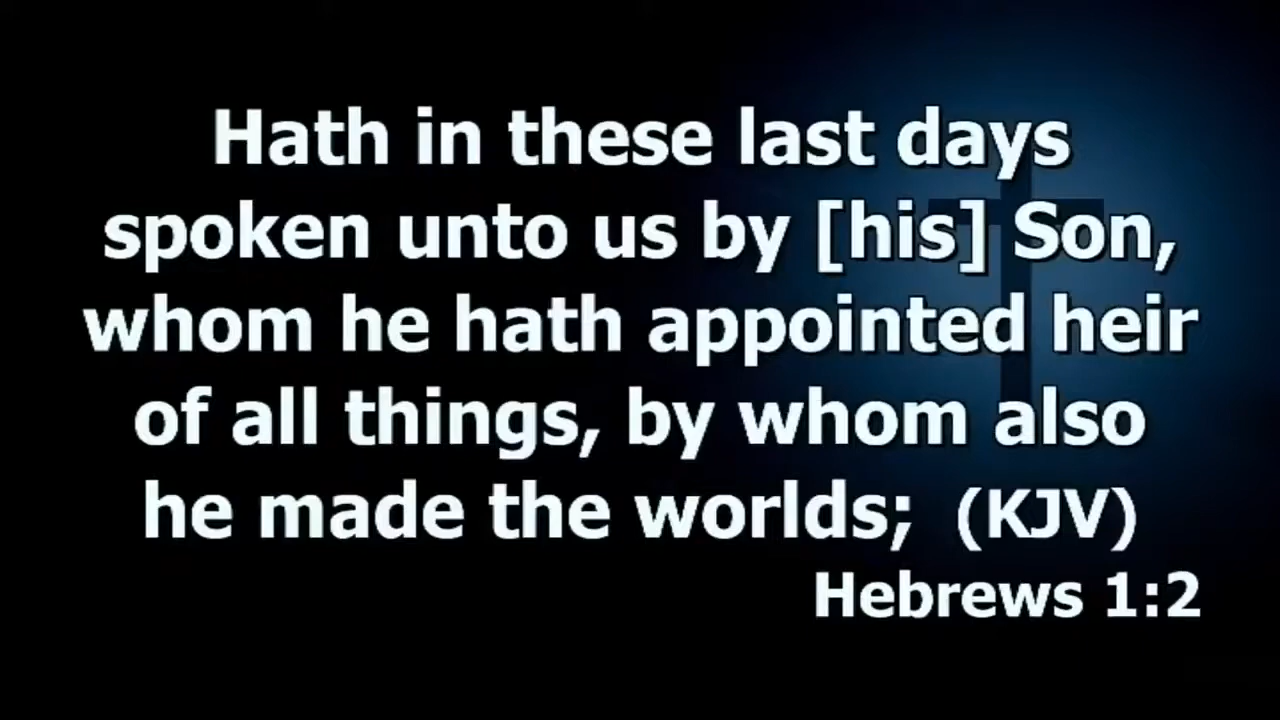 Hath in these last days
spoken unto us by [his] Son,
whom he hath appointed heir
of all things, by whom also
he made the worlds; (KJV)
Hebrews 1:2